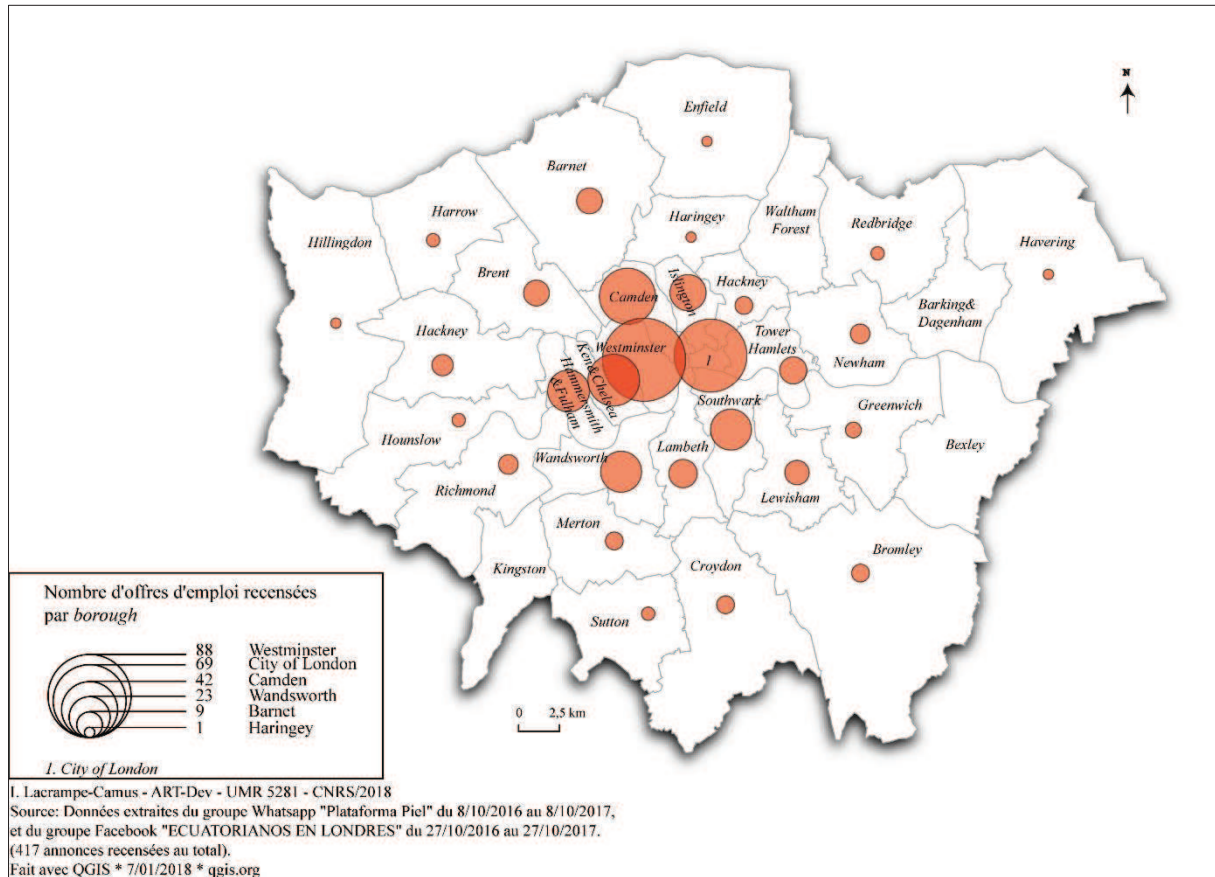 N
Enfield
Barnet
Harrow
Haringey
Waltham
Forest
Redbridge
Havering
Hillingdon
Brent
Camden
Islington
Hackney
Barking&
Dagenham
Hackney
Westminster
1
Tower
Hamlets
Newham
Ken&Chelsea
Hammersmith
&Fulham
Southwark
Greenwich
Hounslow
Bexley
Wandsworth
Lambeth
Richmond
Lewisham
Merton
Kingston
Croydon
Bromley
Sutton
0 2,5 km
Nombre d'offres d'emploi recensées
par borough
88 Westminster
69 City of London
42 Camden
23 Wandsworth
9 Barnet
1 Haringey
1. City of London
I. Lacrampe-Camus - ART-Dev - UMR 5281 - CNRS/2018
Source: Données extraites du groupe Whatsapp "Plataforma Piel" du 8/10/2016 au 8/10/2017,
et du groupe Facebook "ECUATORIANOS EN LONDRES" du 27/10/2016 au 27/10/2017.
(417 annonces recensées au total).
Fait avec QGIS * 7/01/2018 * qgis.org